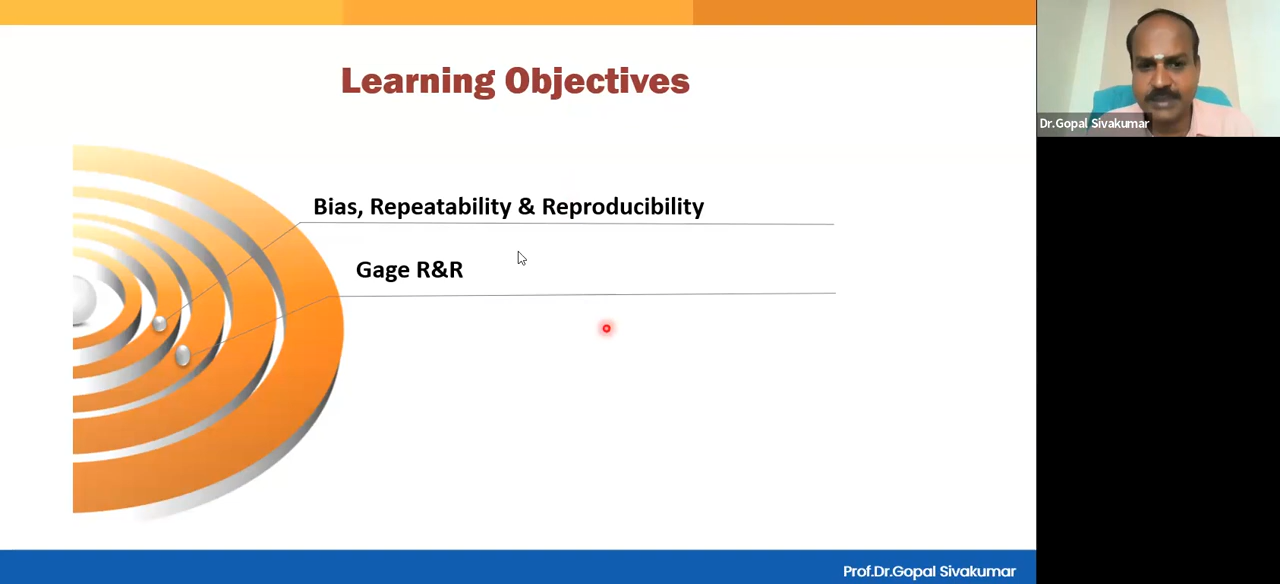 Learning Objectives
Bias, Repeatability & Reproducibility
Gage R&R
Dr.Gopal Sivakumar
Prof.Dr.Gopal Sivakumar